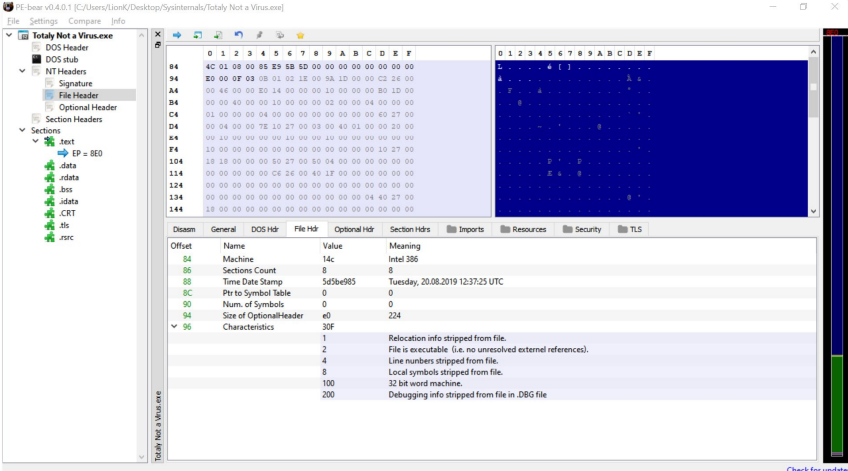 PE-bear v0.4.0.1 [C:/Users/LionK/Desktop/Sysinternals/Totaly Not a Virus.exe]
File Settings Compare Info
Totaly Not a Virus.exe
DOS Header
DOS stub
NT Headers
Signature
File Header
Optional Header
Section Headers
Sections
.text
EP = 8E0
.data
.rdata
.bss
.idata
.CRT
.tls
.rsrc
Totaly Not a Virus.exe
0 1 2 3 4 5 6 7 8 9 A B C D E F
84 4C 01 08 00 85 E9 5B 5D 00 00 00 00 00 00 00 00
94 E0 00 0F 03 0B 01 02 1E 00 9A 1D 00 00 C2 26 00
A4 00 46 00 00 E0 14 00 00 00 10 00 00 00 B0 1D 00
B4 00 00 40 00 00 10 00 00 00 02 00 00 04 00 00 00
C4 01 00 00 00 04 00 00 00 00 00 00 00 00 60 27 00
D4 00 04 00 00 7E 10 27 00 03 00 40 01 00 00 20 00
E4 00 10 00 00 00 00 10 00 00 10 00 00 00 00 00 00
F4 10 00 00 00 00 00 00 00 00 00 00 00 00 10 27 00
104 18 18 00 00 00 50 27 00 50 04 00 00 00 00 00 00
114 00 00 00 00 00 C6 26 00 40 1F 00 00 00 00 00 00
124 00 00 00 00 00 00 00 00 00 00 00 00 00 00 00 00
134 00 00 00 00 00 00 00 00 00 00 00 00 04 40 27 00
144 18 00 00 00 00 00 00 00 00 00 00 00 00 00 00 00
0 1 2 3 4 5 6 7 8 9 A B C D E F
L . . . . é [ ] . . . . . . . .
Disasm General DOS Hdr File Hdr Optional Hdr Section Hdrs Imports Resources Security TLS
Offset Name Value Meaning
84 Machine 14c Intel 386
86 Sections Count 8 8
88 Time Date Stamp 5d5be985 Tuesday, 20.08.2019 12:37:25 UTC
8C Ptr to Symbol Table 0 0
90 Num. of Symbols 0 0
94 Size of OptionalHeader e0 224
96 Characteristics 30F
1 Relocation info stripped from file.
2 File is executable (i.e. no unresolved externel references).
4 Line nunbers stripped from file.
8 Local symbols stripped from file.
100 32 bit word machine.
200 Debugging info stripped from file in .DBG file
Check for update